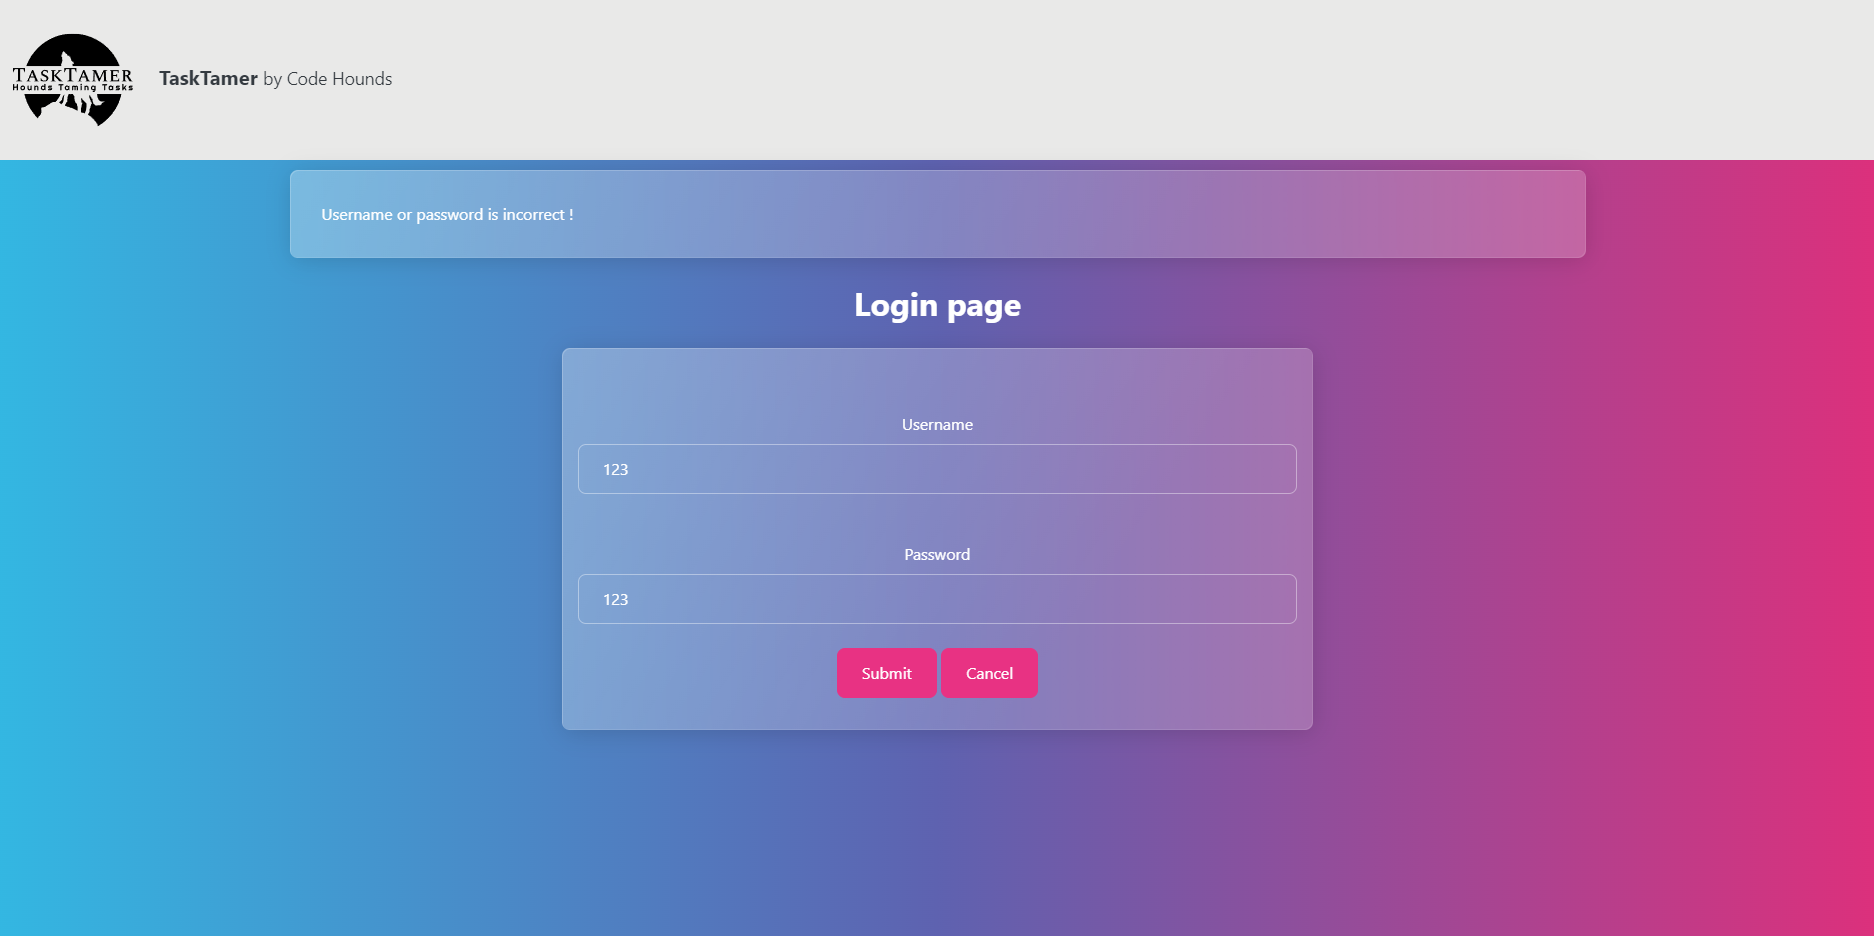 TASKTAMER
Hounds Taming Tasks
TaskTamer by Code Hounds
Username or password is incorrect !
Login page
Username
123
Password
123
Submit
Cancel